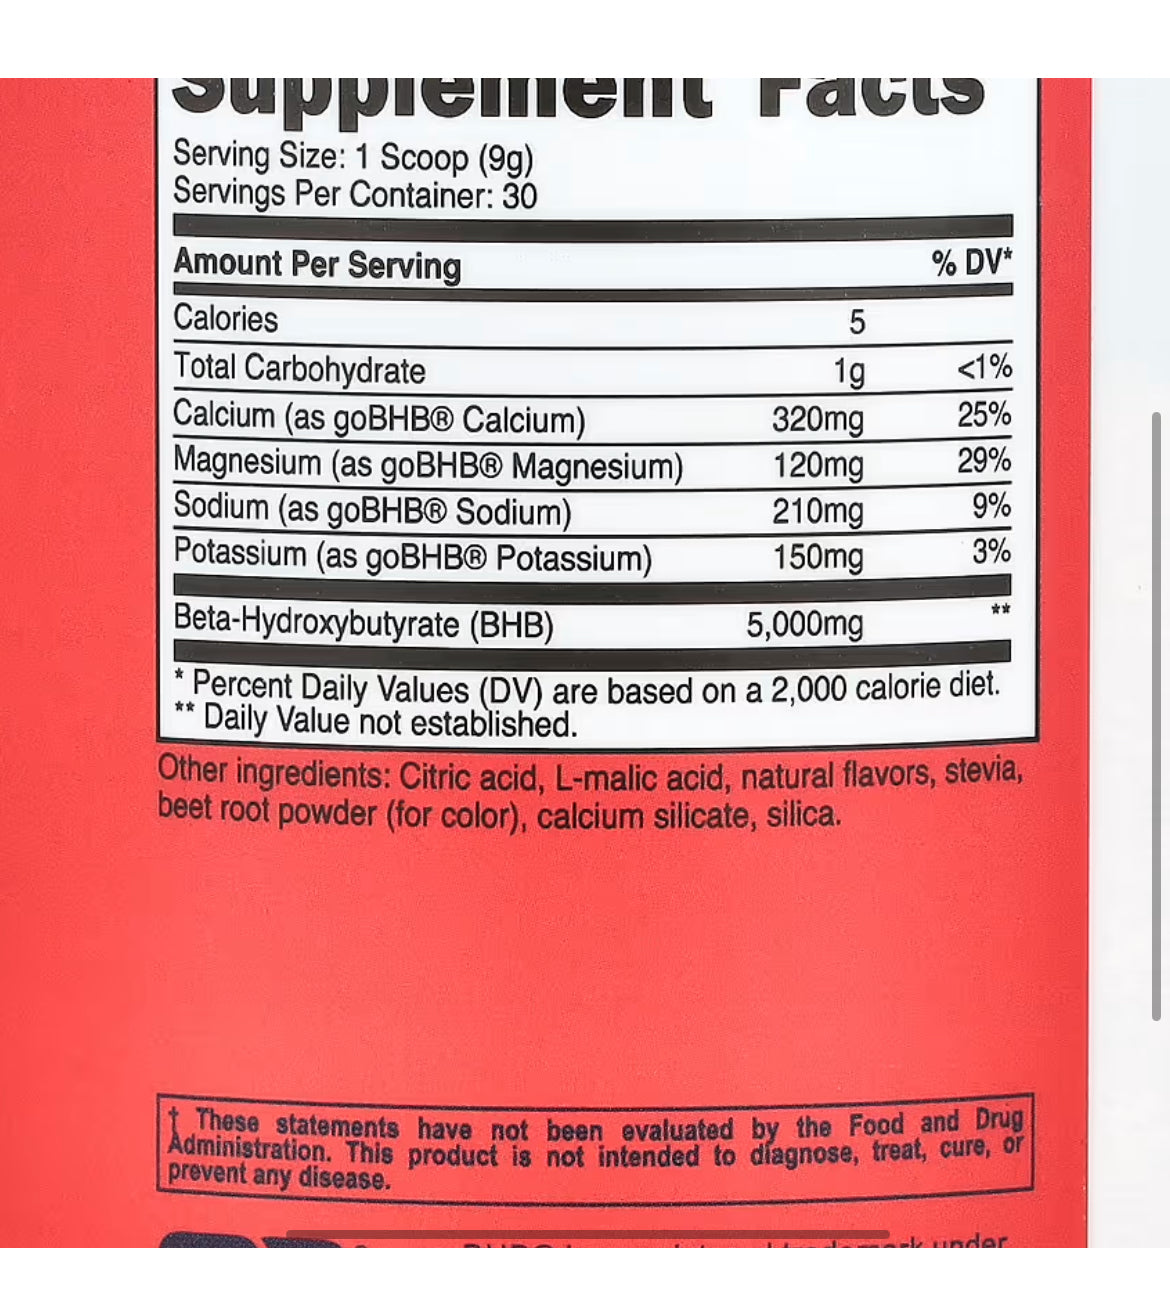 Supplement Facts
Serving Size: 1 Scoop (9g)
Servings Per Container: 30
Amount Per Serving % DV*
Calories 5
Total Carbohydrate 1g <1%
Calcium (as goBHB® Calcium) 320mg 25%
Magnesium (as goBHB® Magnesium) 120mg 29%
Sodium (as goBHB® Sodium) 210mg 9%
Potassium (as goBHB® Potassium) 150mg 3%
Beta-Hydroxybutyrate (BHB) 5,000mg **
* Percent Daily Values (DV) are based on a 2,000 calorie diet.
** Daily Value not established.
Other ingredients: Citric acid, L-malic acid, natural flavors, stevia,
beet root powder (for color), calcium silicate, silica.
† These statements have not been evaluated by the Food and Drug
Administration. This product is not intended to diagnose, treat, cure, or
prevent any disease.
trademark under